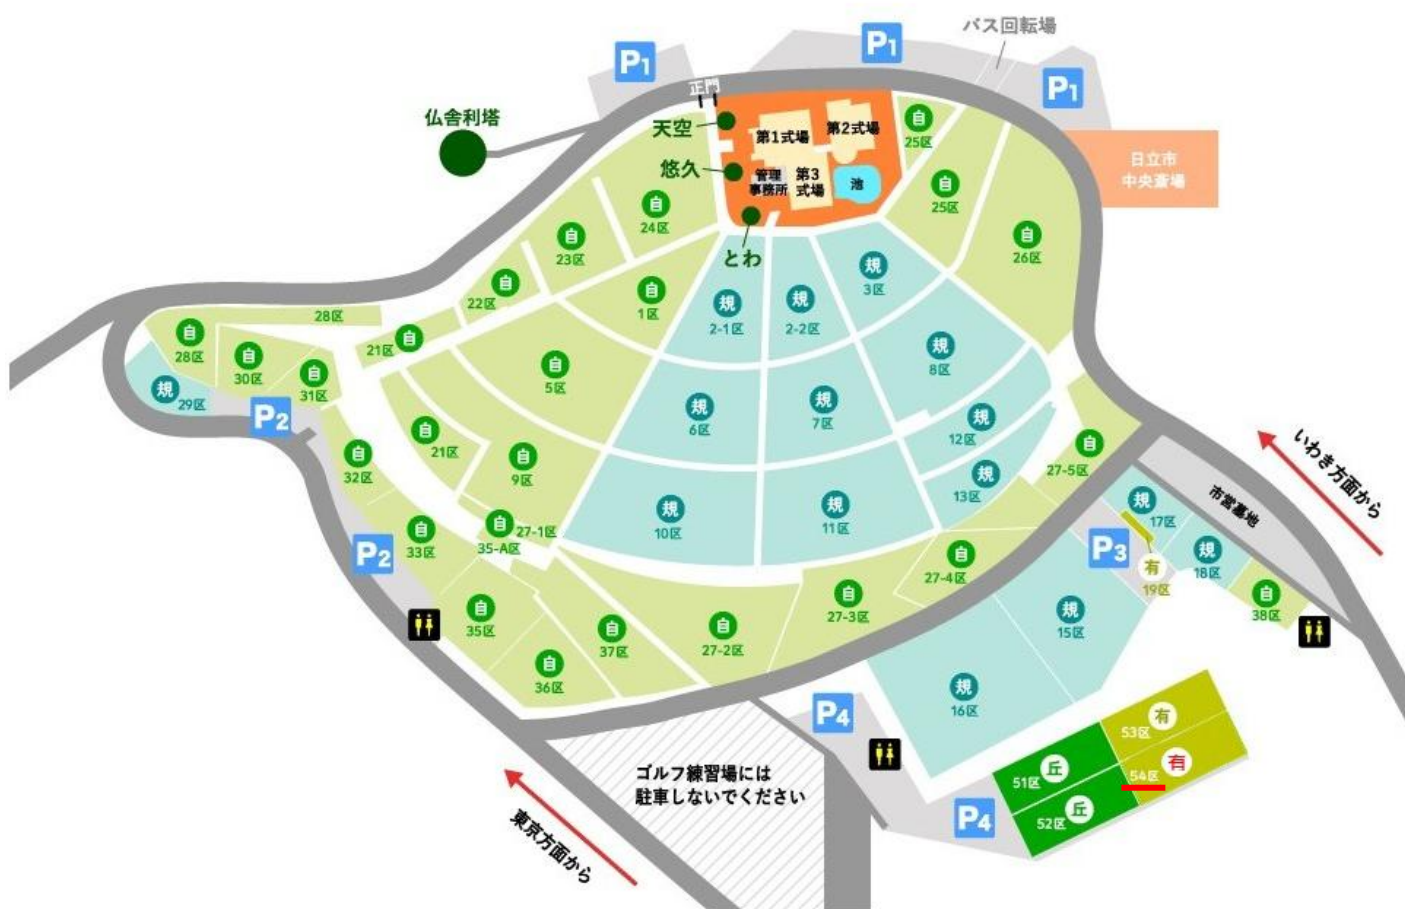 バス回転場
P1
P1
P1
正門
仏舎利塔
天空
第1式場
第2式場
自
25区
日立市
中央斎場
悠久
管理
事務所
第3
式場
池
自
25区
自
24区
自
23区
自
26区
とわ
規
3区
自
22区
自
1区
規
2-1区
規
2-2区
28区
自
28区
自
21区
自
30区
自
31区
自
5区
規
8区
規
29区
P2
規
6区
規
7区
規
12区
自
21区
自
32区
自
9区
規
13区
自
27-5区
いわき方面から
市営墓地
規
10区
規
11区
規
17区
自
33区
自
35-A区
27-1区
P2
P3
規
18区
有
19区
自
27-4区
自
38区
自
27-3区
規
15区
自
35区
自
37区
自
27-2区
自
36区
規
16区
P4
53区
有
54区
有
51区
丘
52区
丘
P4
ゴルフ練習場には
駐車しないでください
東京方面から